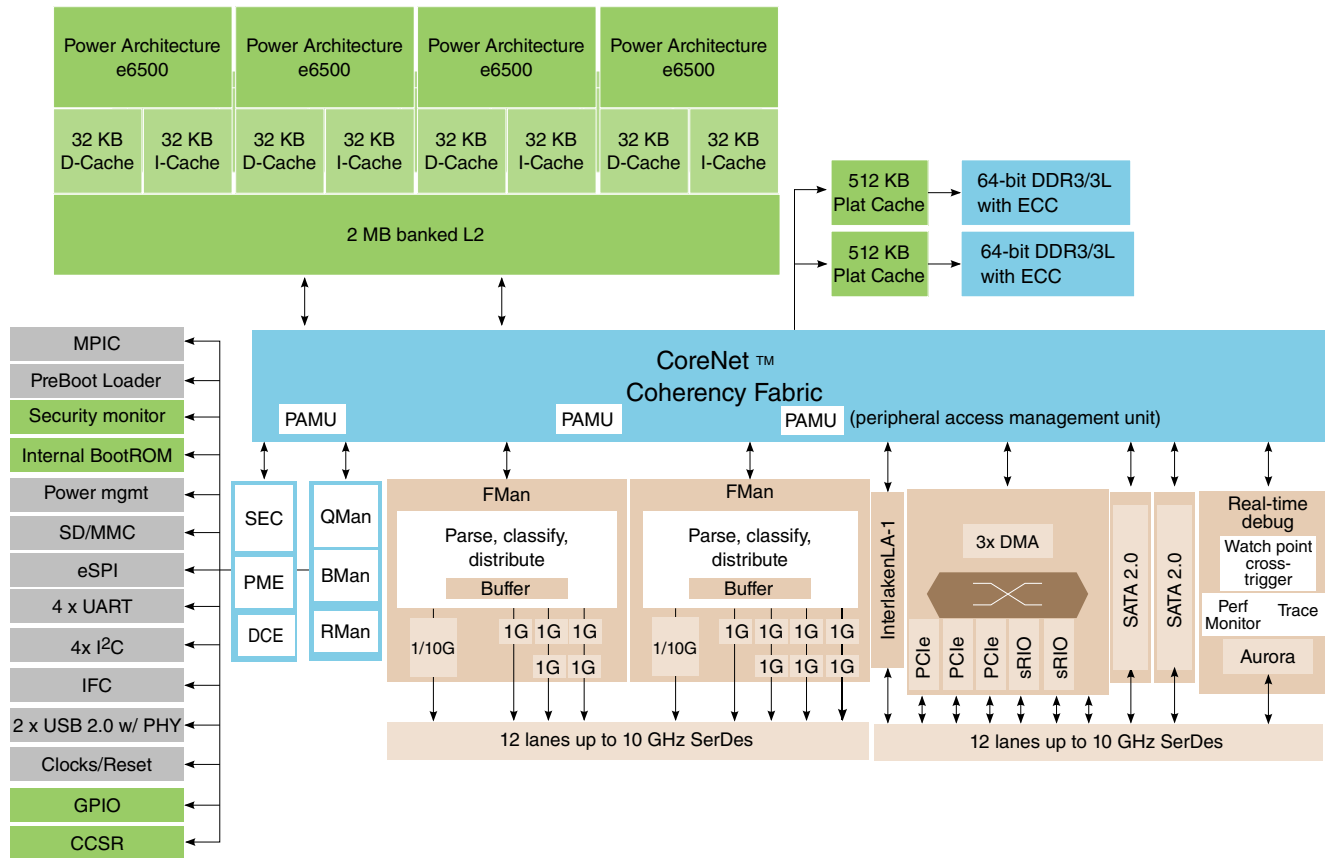 Power Architecture
e6500
Power Architecture
e6500
Power Architecture
e6500
Power Architecture
e6500
32 KB
D-Cache
32 KB
I-Cache
32 KB
D-Cache
32 KB
I-Cache
32 KB
D-Cache
32 KB
I-Cache
32 KB
D-Cache
32 KB
I-Cache
2 MB banked L2
512 KB
Plat Cache
64-bit DDR3/3L
with ECC
512 KB
Plat Cache
64-bit DDR3/3L
with ECC
MPIC
PreBoot Loader
Security monitor
Internal BootROM
Power mgmt
SD/MMC
eSPI
4 x UART
4x I²C
IFC
2 x USB 2.0 w/ PHY
Clocks/Reset
GPIO
CCSR
CoreNet ™
Coherency Fabric
PAMU
PAMU
PAMU (peripheral access management unit)
SEC
PME
DCE
QMan
BMan
RMan
FMan
Parse, classify,
distribute
Buffer
1/10G
1G 1G 1G
1G 1G
FMan
Parse, classify,
distribute
Buffer
1/10G
1G 1G 1G 1G
1G 1G 1G
12 lanes up to 10 GHz SerDes
InterlakenLA-1
3x DMA
PCIe
PCIe
PCIe
sRIO
sRIO
SATA 2.0
SATA 2.0
Real-time
debug
Watch point
cross-
trigger
Perf
Monitor
Trace
Aurora
12 lanes up to 10 GHz SerDes